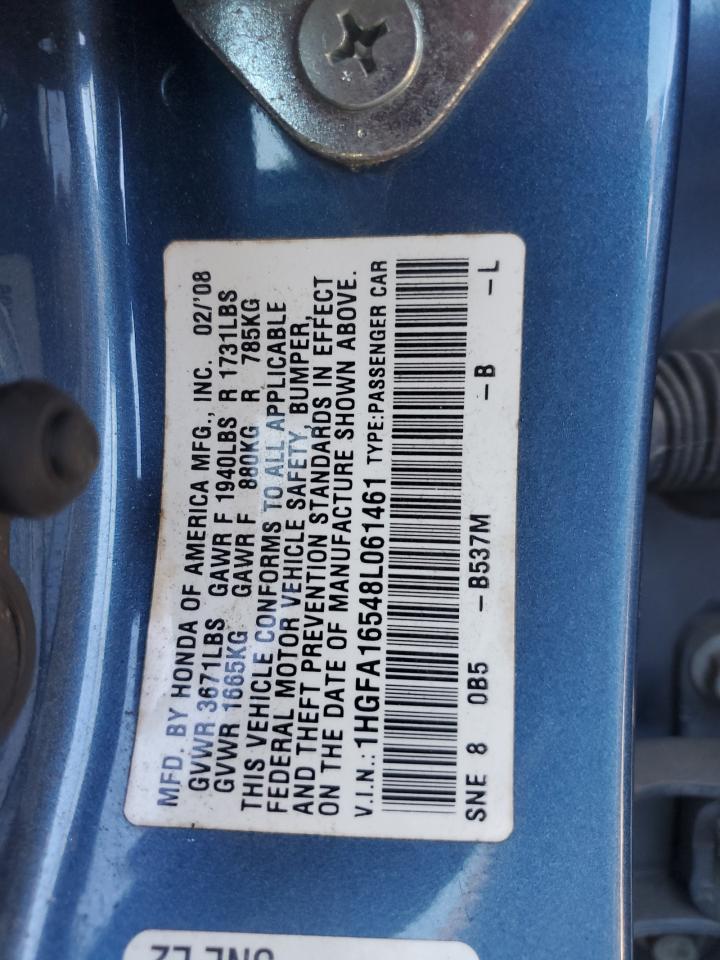 MFD. BY HONDA OF AMERICA MFG., INC. 02/'08
GVWR 3671LBS GAWR F 1940LBS R 1731LBS
GVWR 1665KG GAWR F 880KG R 785KG
THIS VEHICLE CONFORMS TO ALL APPLICABLE
FEDERAL MOTOR VEHICLE SAFETY, BUMPER,
AND THEFT PREVENTION STANDARDS IN EFFECT
ON THE DATE OF MANUFACTURE SHOWN ABOVE.
V.I.N.: 1HGFA16548L061461 TYPE:PASSENGER CAR
SNE 8 0B5 -B537M -B -L